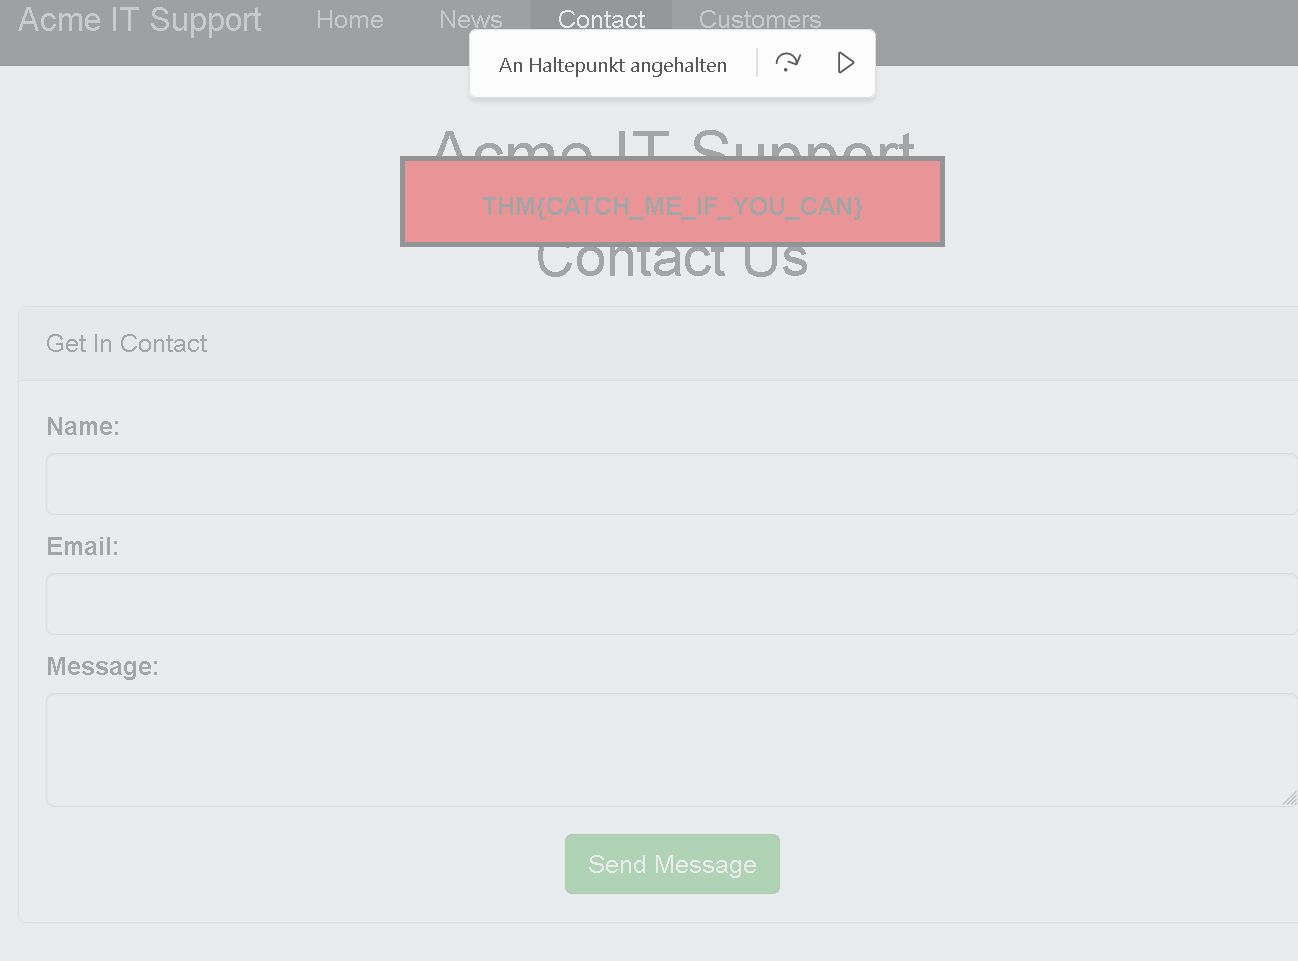 Acme IT Support Home News Contact Customers
An Haltepunkt angehalten
Acme IT Support
THM{CATCH_ME_IF_YOU_CAN}
Contact Us
Get In Contact
Name:
Email:
Message:
Send Message